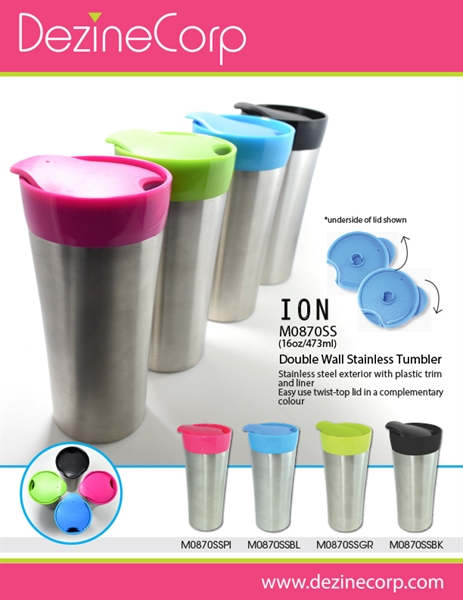 DezineCorp
*underside of lid shown
ION
M0870SS
(16oz/473ml)
Double Wall Stainless Tumbler
Stainless steel exterior with plastic trim
and liner
Easy use twist-top lid in a complementary
colour
M0870SSPI
M0870SSBL
M0870SSGR
M0870SSBK
www.dezinecorp.com